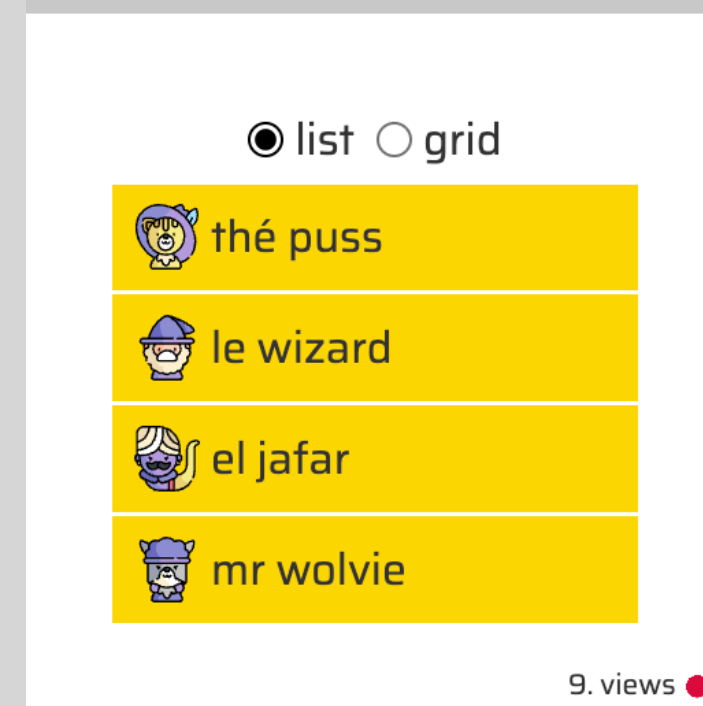 list grid
thé puss
le wizard
el jafar
mr wolvie
9. views